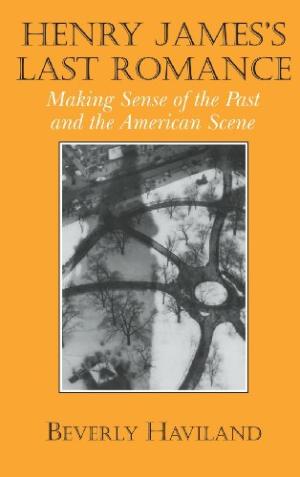 HENRY JAMES'S
LAST ROMANCE
Making Sense of the Past
and the American Scene
BEVERLY HAVILAND